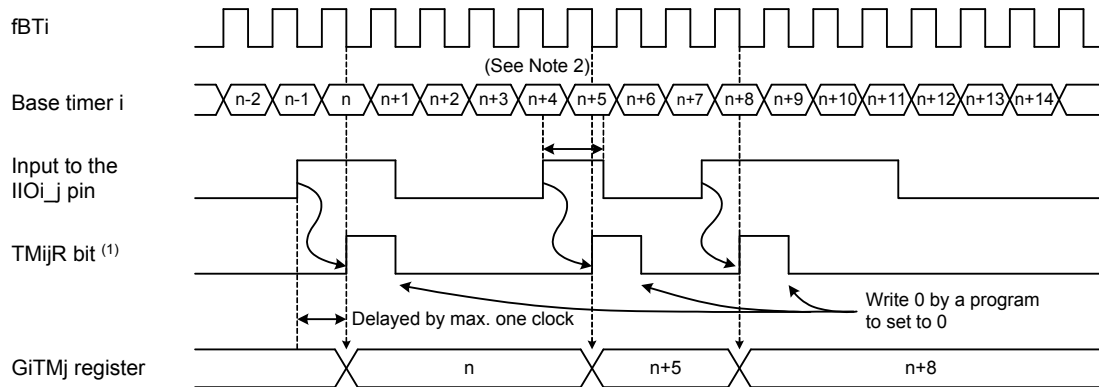 fBTi
(See Note 2)
Base timer i
n-2 n-1 n n+1 n+2 n+3 n+4 n+5 n+6 n+7 n+8 n+9 n+10 n+11 n+12 n+13 n+14
Input to the
IIOi_j pin
TMijR bit (1)
Write 0 by a program
to set to 0
Delayed by max. one clock
GiTMj register
n n+5 n+8